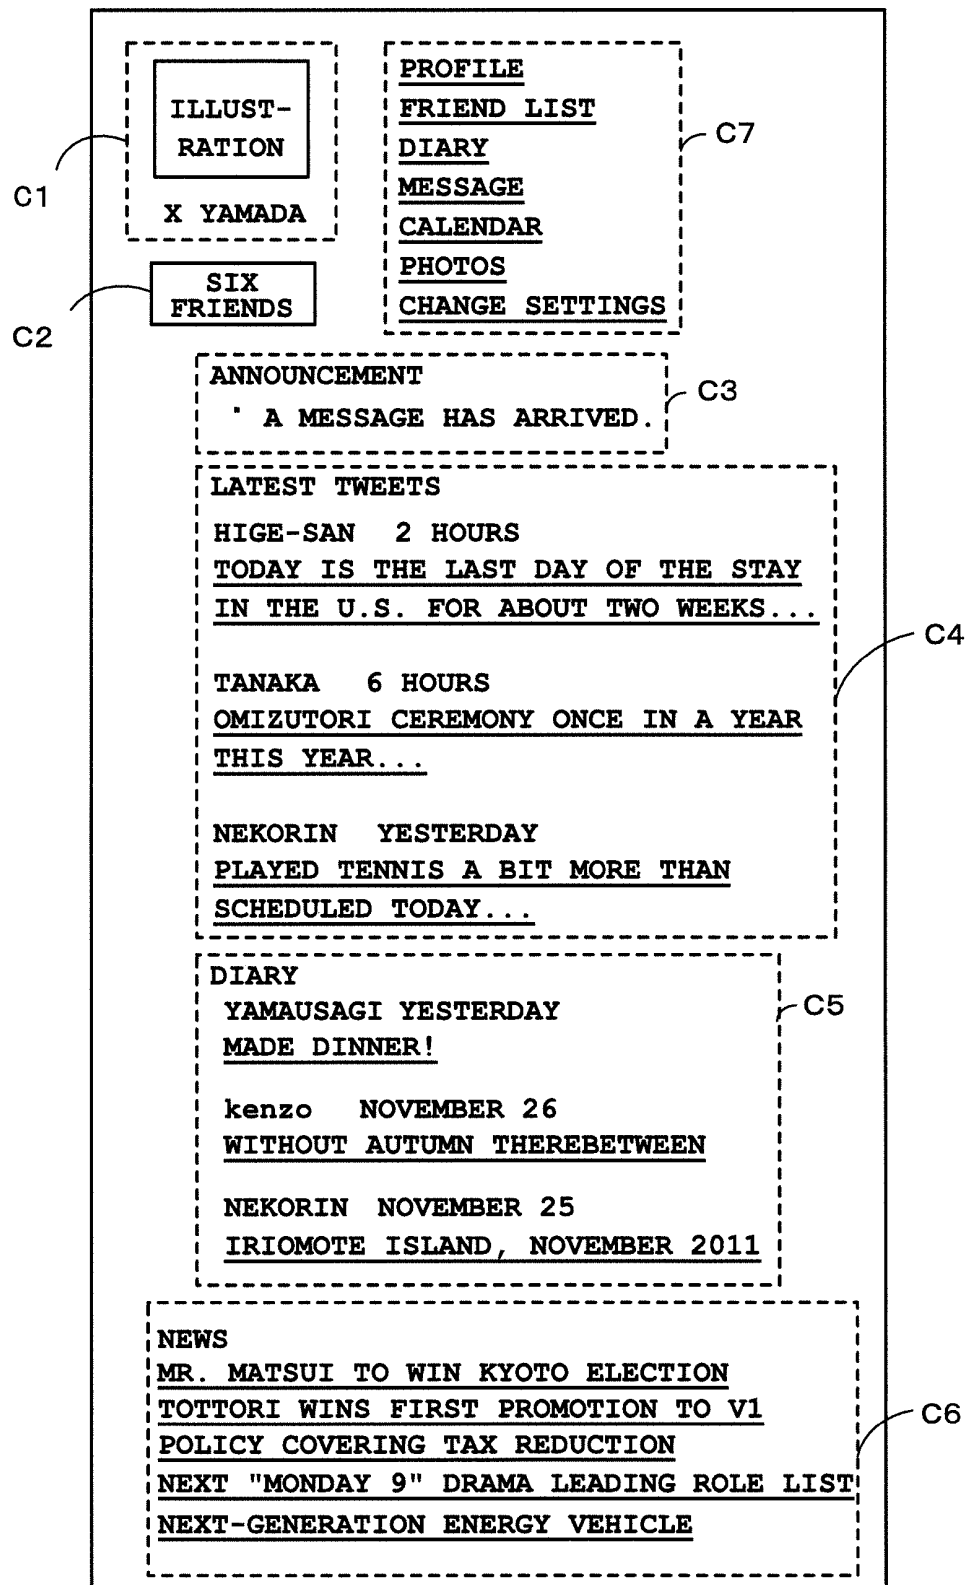 C1
ILLUST-
RATION
X YAMADA
C2
SIX
FRIENDS
PROFILE
FRIEND LIST
DIARY
MESSAGE
CALENDAR
PHOTOS
CHANGE SETTINGS
C7
ANNOUNCEMENT
· A MESSAGE HAS ARRIVED.
C3
LATEST TWEETS
HIGE-SAN 2 HOURS
TODAY IS THE LAST DAY OF THE STAY
IN THE U.S. FOR ABOUT TWO WEEKS...
TANAKA 6 HOURS
OMIZUTORI CEREMONY ONCE IN A YEAR
THIS YEAR...
NEKORIN YESTERDAY
PLAYED TENNIS A BIT MORE THAN
SCHEDULED TODAY...
C4
DIARY
YAMAUSAGI YESTERDAY
MADE DINNER!
kenzo NOVEMBER 26
WITHOUT AUTUMN THEREBETWEEN
NEKORIN NOVEMBER 25
IRIOMOTE ISLAND, NOVEMBER 2011
C5
NEWS
MR. MATSUI TO WIN KYOTO ELECTION
TOTTORI WINS FIRST PROMOTION TO V1
POLICY COVERING TAX REDUCTION
NEXT "MONDAY 9" DRAMA LEADING ROLE LIST
NEXT-GENERATION ENERGY VEHICLE
C6